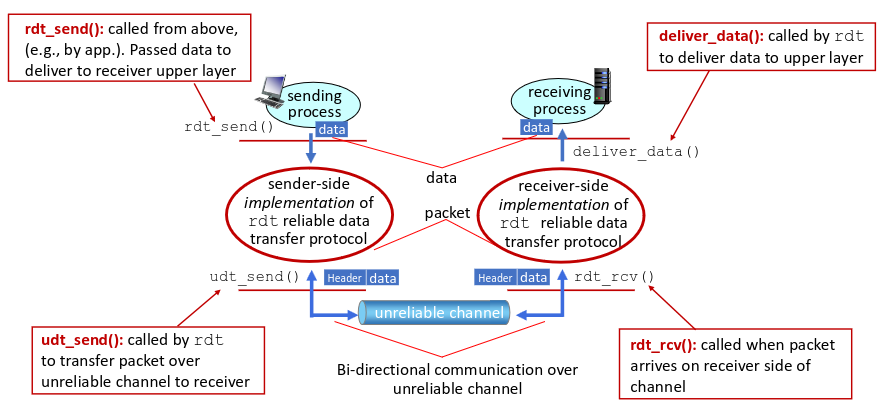 rdt_send(): called from above,
(e.g., by app.). Passed data to
deliver to receiver upper layer
deliver_data(): called by rdt
to deliver data to upper layer
sending
process
receiving
process
data
data
rdt_send()
deliver_data()
data
sender-side
implementation of
rdt reliable data
transfer protocol
packet
receiver-side
implementation of
rdt reliable data
transfer protocol
udt_send()
Header data
Header data
rdt_rcv()
unreliable channel
udt_send(): called by rdt
to transfer packet over
unreliable channel to receiver
Bi-directional communication over
unreliable channel
rdt_rcv(): called when packet
arrives on receiver side of
channel